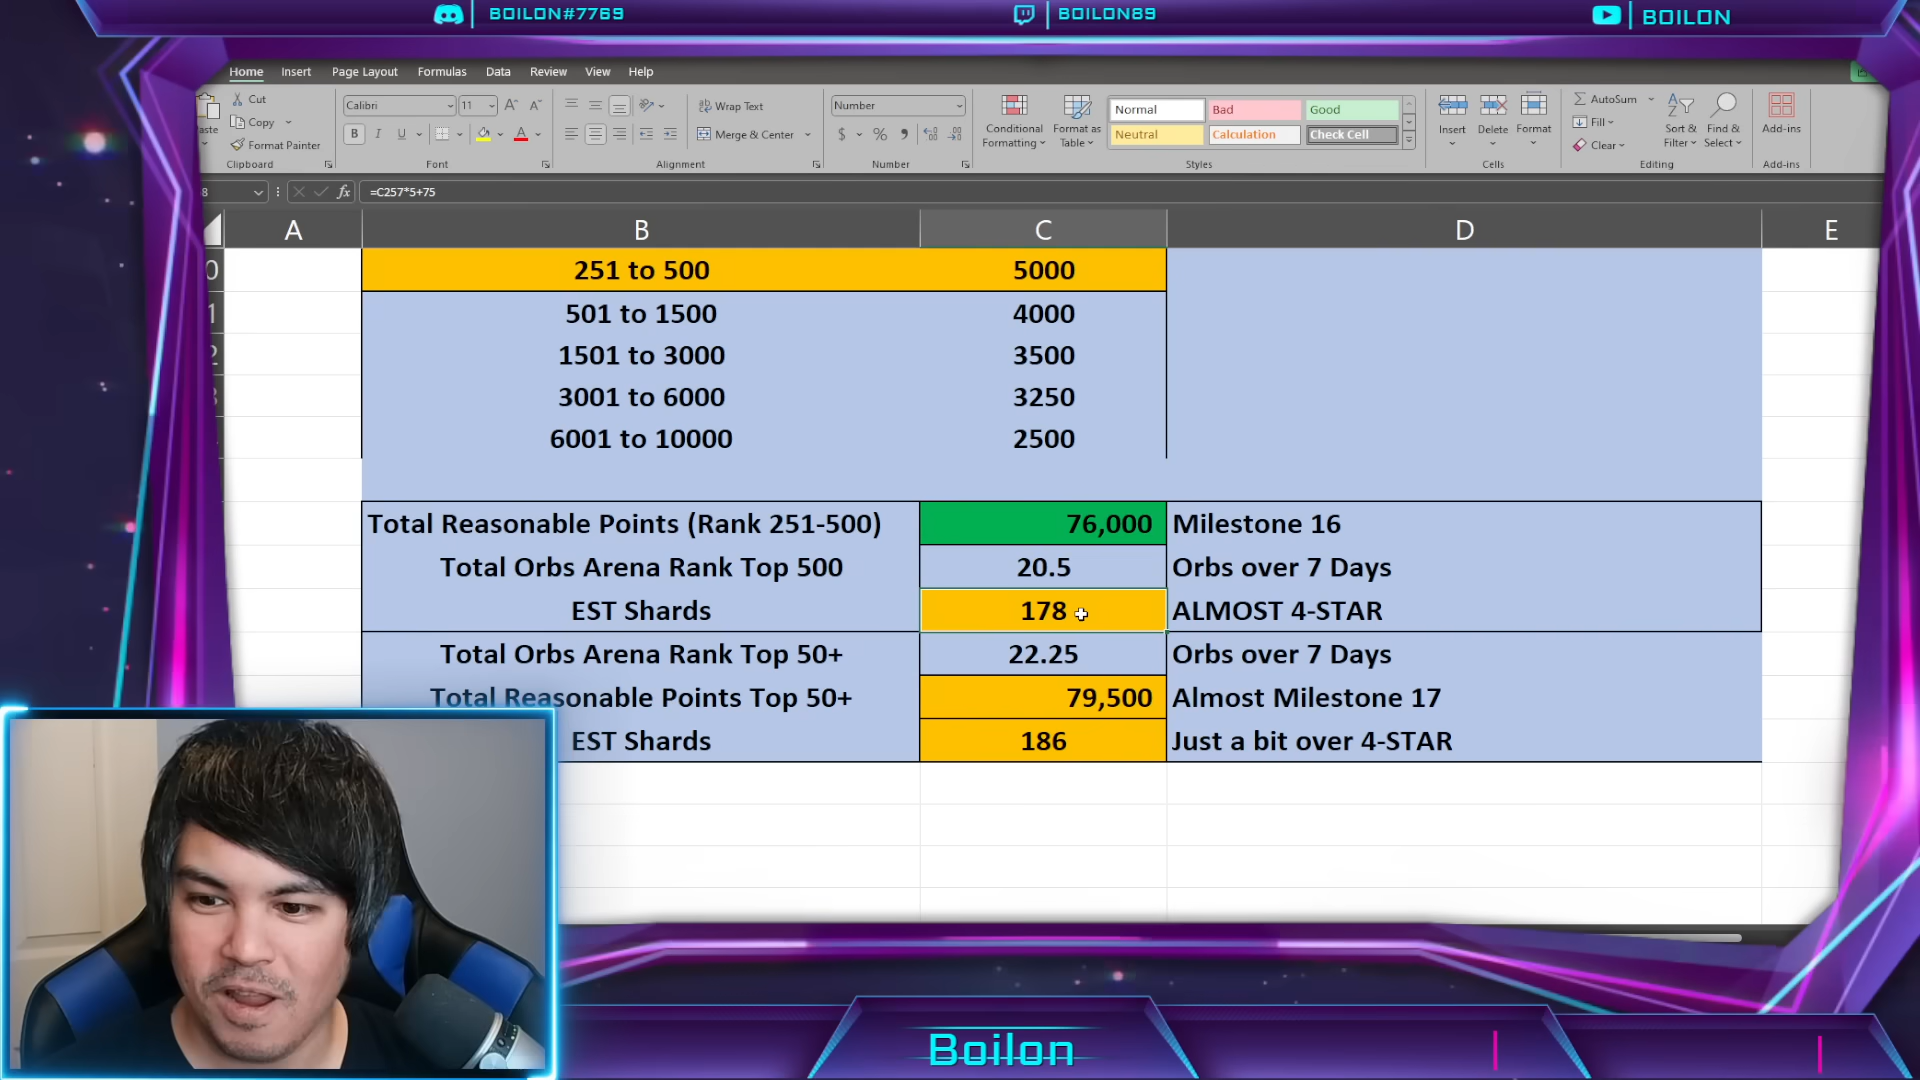 BOILON#7769
BOILON89
BOILON
Home Insert Page Layout Formulas Data Review View Help
Cut
Copy
Format Painter
Clipboard
Calibri 11
B I U
Font
Wrap Text
Merge & Center
Alignment
Number
$ % 9
Number
Conditional Formatting
Format as Table
Normal Bad Good
Neutral Calculation Check Cell
Styles
Insert Delete Format
Cells
AutoSum
Fill
Clear
Sort & Filter
Find & Select
Editing
Add-ins
Add-ins
8 fx =C257*5+75
A B C D E
0 251 to 500 5000
1 501 to 1500 4000
2 1501 to 3000 3500
3 3001 to 6000 3250
6001 to 10000 2500
Total Reasonable Points (Rank 251-500) 76,000 Milestone 16
Total Orbs Arena Rank Top 500 20.5 Orbs over 7 Days
EST Shards 178 ALMOST 4-STAR
Total Orbs Arena Rank Top 50+ 22.25 Orbs over 7 Days
Total Reasonable Points Top 50+ 79,500 Almost Milestone 17
EST Shards 186 Just a bit over 4-STAR
Boilon